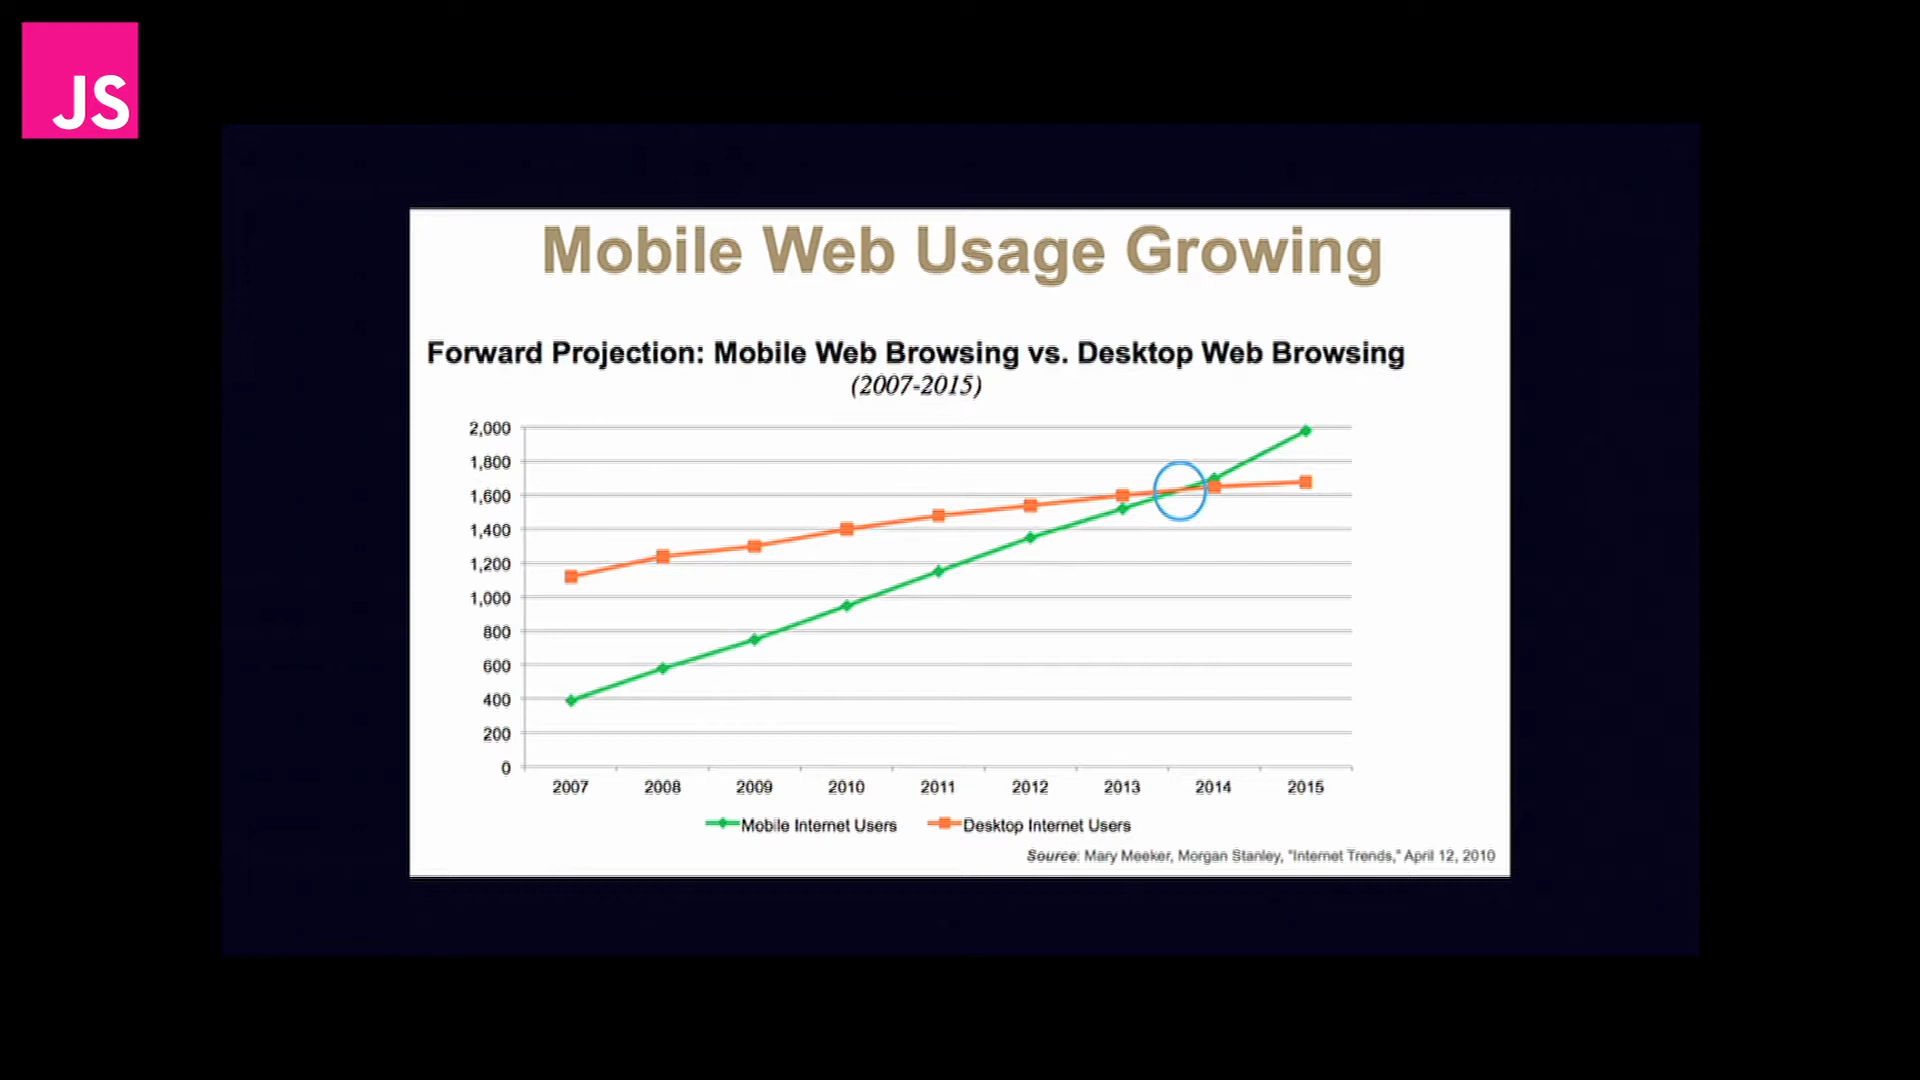 JS
Mobile Web Usage Growing
Forward Projection: Mobile Web Browsing vs. Desktop Web Browsing
(2007-2015)
2,000
1,800
1,600
1,400
1,200
1,000
800
600
400
200
0
2007 2008 2009 2010 2011 2012 2013 2014 2015
Mobile Internet Users Desktop Internet Users
Source: Mary Meeker, Morgan Stanley, "Internet Trends," April 12, 2010